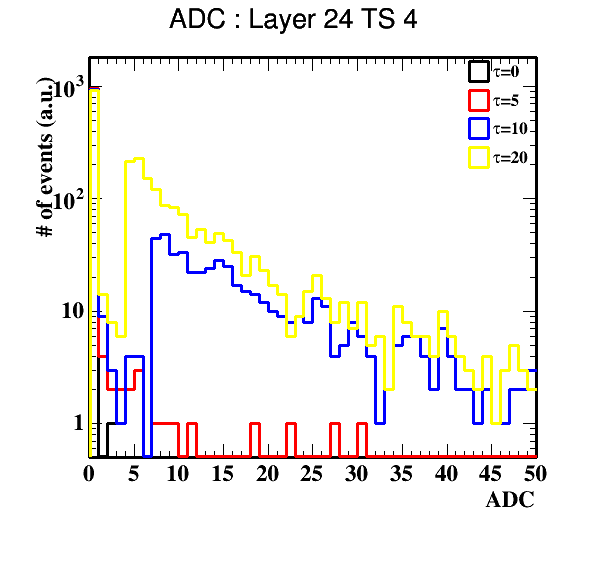 ADC : Layer 24 TS 4
# of events (a.u.)
10³
10²
10
1
τ=0
τ=5
τ=10
τ=20
0 5 10 15 20 25 30 35 40 45 50
ADC